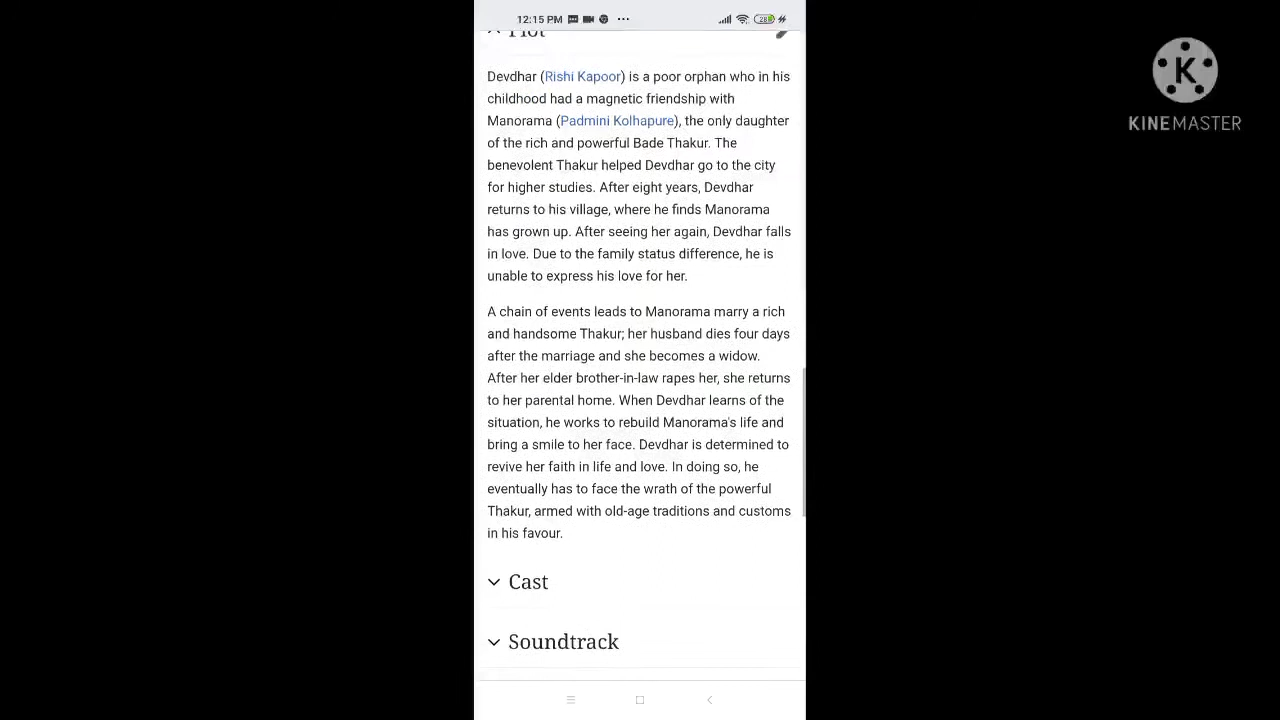 12:15 PM
28
Plot
Devdhar (Rishi Kapoor) is a poor orphan who in his
childhood had a magnetic friendship with
Manorama (Padmini Kolhapure), the only daughter
of the rich and powerful Bade Thakur. The
benevolent Thakur helped Devdhar go to the city
for higher studies. After eight years, Devdhar
returns to his village, where he finds Manorama
has grown up. After seeing her again, Devdhar falls
in love. Due to the family status difference, he is
unable to express his love for her.
A chain of events leads to Manorama marry a rich
and handsome Thakur; her husband dies four days
after the marriage and she becomes a widow.
After her elder brother-in-law rapes her, she returns
to her parental home. When Devdhar learns of the
situation, he works to rebuild Manorama's life and
bring a smile to her face. Devdhar is determined to
revive her faith in life and love. In doing so, he
eventually has to face the wrath of the powerful
Thakur, armed with old-age traditions and customs
in his favour.
Cast
Soundtrack
K
KINEMASTER